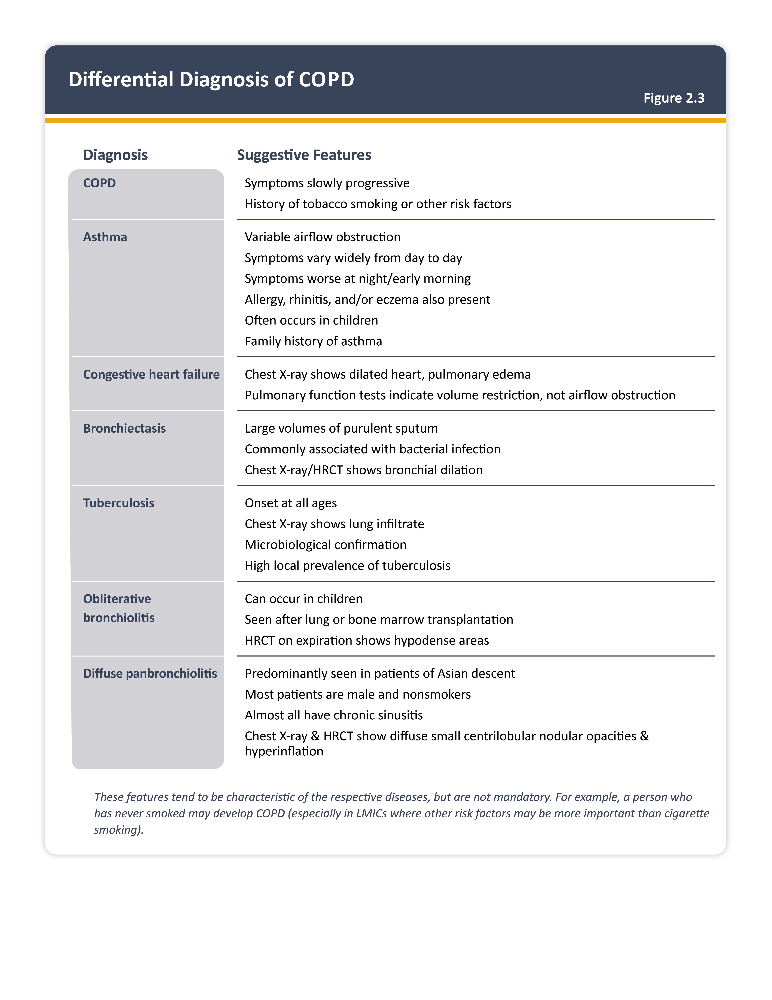 Differential Diagnosis of COPD
Figure 2.3
Diagnosis
Suggestive Features
COPD
Symptoms slowly progressive
History of tobacco smoking or other risk factors
Asthma
Variable airflow obstruction
Symptoms vary widely from day to day
Symptoms worse at night/early morning
Allergy, rhinitis, and/or eczema also present
Often occurs in children
Family history of asthma
Congestive heart failure
Chest X-ray shows dilated heart, pulmonary edema
Pulmonary function tests indicate volume restriction, not airflow obstruction
Bronchiectasis
Large volumes of purulent sputum
Commonly associated with bacterial infection
Chest X-ray/HRCT shows bronchial dilation
Tuberculosis
Onset at all ages
Chest X-ray shows lung infiltrate
Microbiological confirmation
High local prevalence of tuberculosis
Obliterative
bronchiolitis
Can occur in children
Seen after lung or bone marrow transplantation
HRCT on expiration shows hypodense areas
Diffuse panbronchiolitis
Predominantly seen in patients of Asian descent
Most patients are male and nonsmokers
Almost all have chronic sinusitis
Chest X-ray & HRCT show diffuse small centrilobular nodular opacities &
hyperinflation
These features tend to be characteristic of the respective diseases, but are not mandatory. For example, a person who
has never smoked may develop COPD (especially in LMICs where other risk factors may be more important than cigarette
smoking).